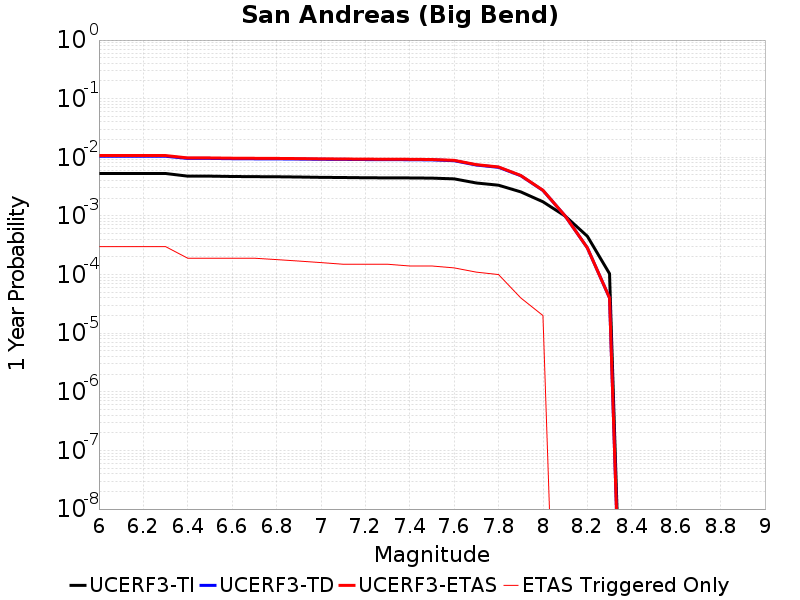 San Andreas (Big Bend)
10^0
10^-1
10^-2
10^-3
10^-4
10^-5
10^-6
10^-7
10^-8
1 Year Probability
6 6.2 6.4 6.6 6.8 7 7.2 7.4 7.6 7.8 8 8.2 8.4 8.6 8.8 9
Magnitude
UCERF3-TI UCERF3-TD UCERF3-ETAS ETAS Triggered Only